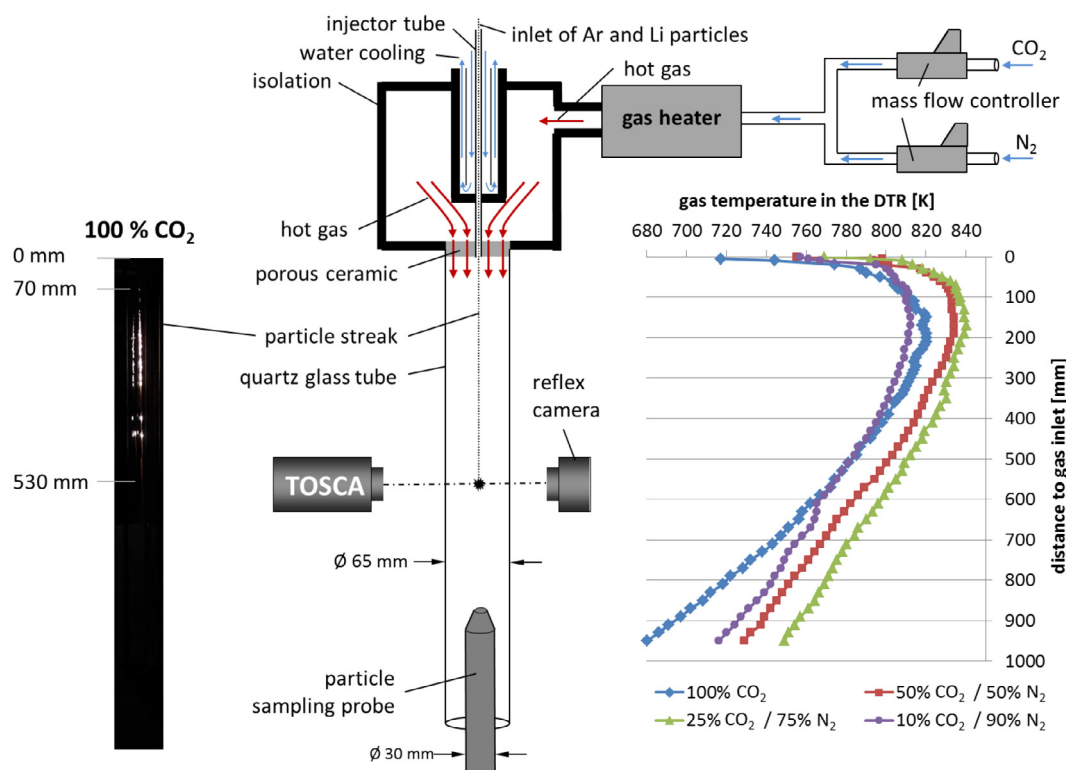 injector tube
inlet of Ar and Li particles
water cooling
isolation
hot gas
CO2
mass flow controller
gas heater
N2
hot gas
porous ceramic
100 % CO2
0 mm
70 mm
particle streak
quartz glass tube
530 mm
reflex
camera
TOSCA
Ø 65 mm
particle
sampling probe
Ø 30 mm
gas temperature in the DTR [K]
680 700 720 740 760 780 800 820 840
0
100
200
300
400
500
600
700
800
900
1000
distance to gas inlet [mm]
100% CO2
50% CO2 / 50% N2
25% CO2 / 75% N2
10% CO2 / 90% N2